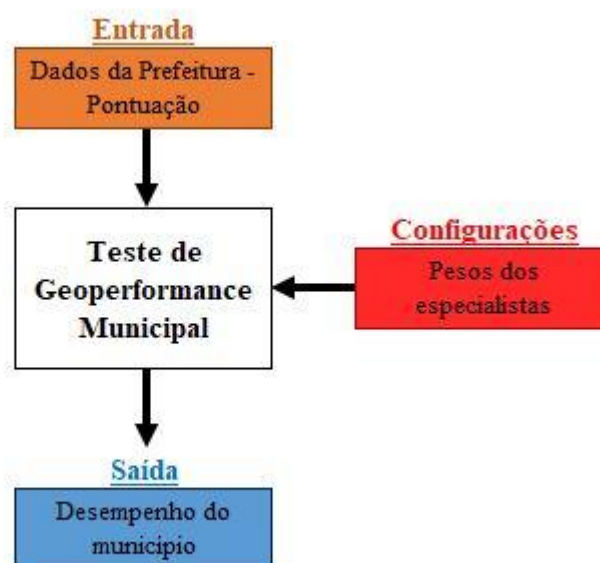 Entrada
Dados da Prefeitura -
Pontuação
Teste de
Geoperformance
Municipal
Configurações
Pesos dos
especialistas
Saída
Desempenho do
município